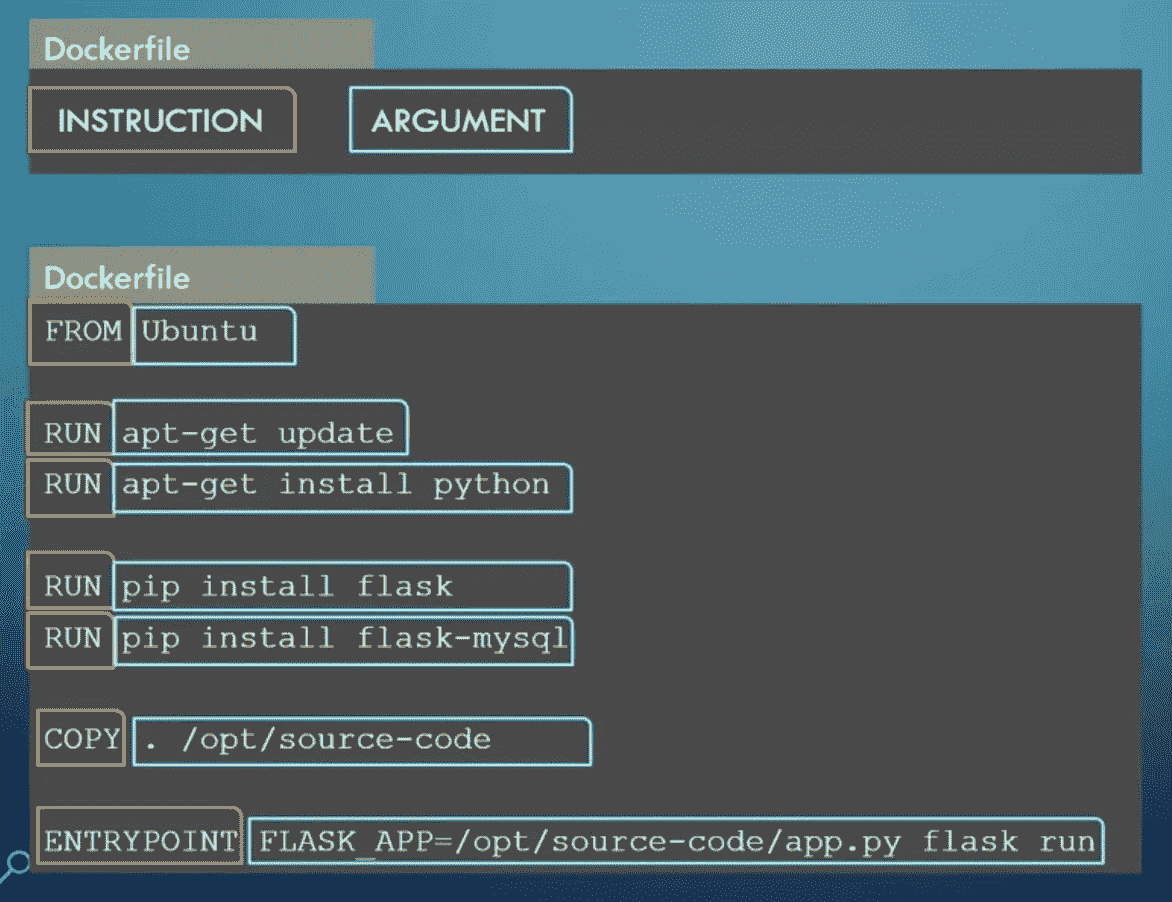 Dockerfile
INSTRUCTION ARGUMENT
Dockerfile
FROM Ubuntu
RUN apt-get update
RUN apt-get install python
RUN pip install flask
RUN pip install flask-mysql
COPY . /opt/source-code
ENTRYPOINT FLASK_APP=/opt/source-code/app.py flask run